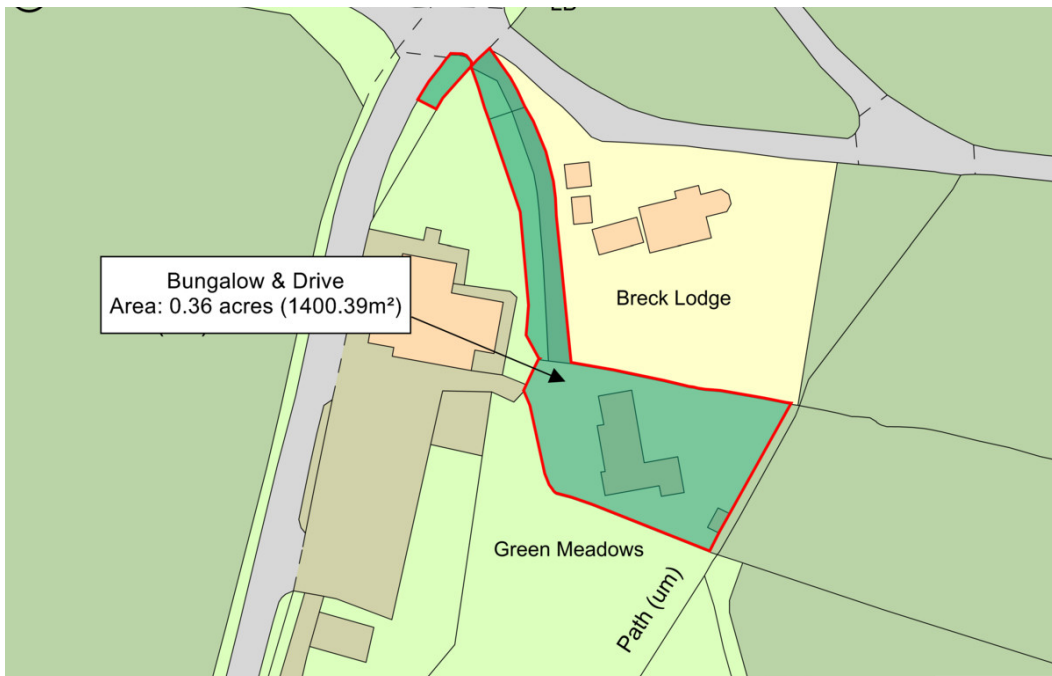 Bungalow & Drive
Area: 0.36 acres (1400.39m²)
Breck Lodge
Green Meadows
Path (um)